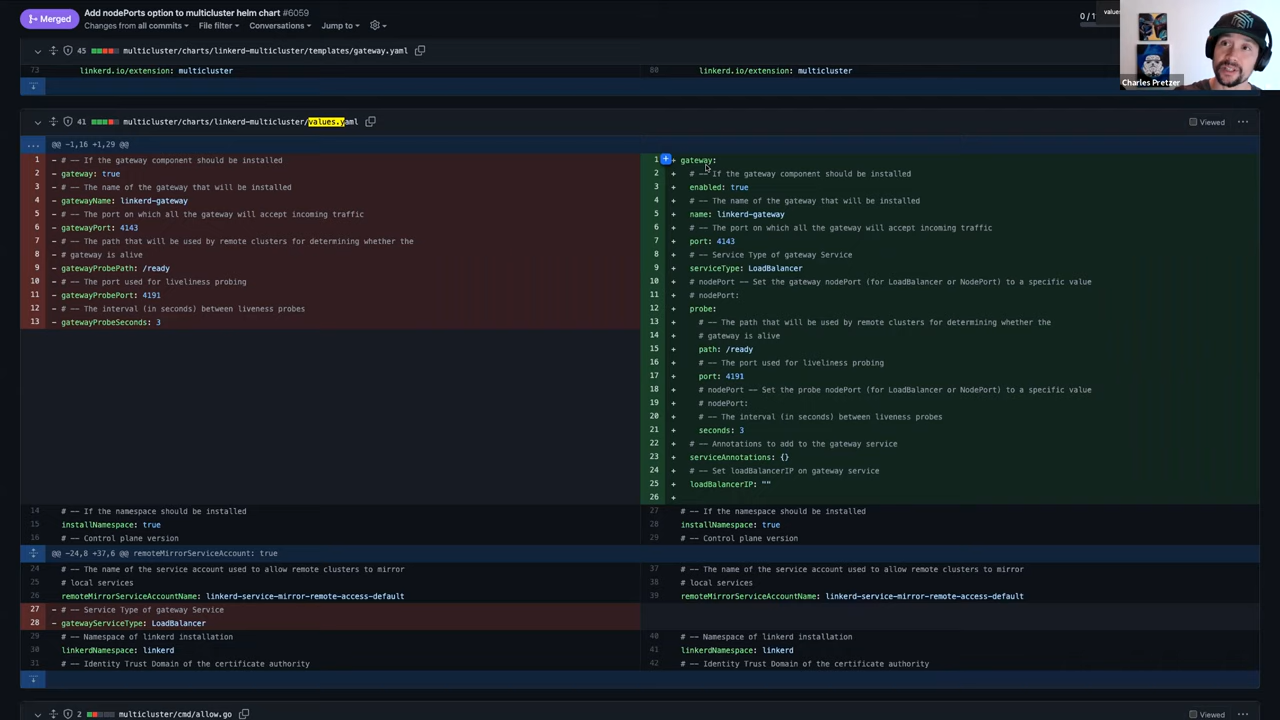 Merged
Add nodePorts option to multicluster helm chart #6059
Changes from all commits
File filter
Conversations
Jump to
0 / 1
values
Charles Pretzer
45 multicluster/charts/linkerd-multicluster/templates/gateway.yaml
73 linkerd.io/extension: multicluster
80 linkerd.io/extension: multicluster
41 multicluster/charts/linkerd-multicluster/values.yaml
Viewed
...
... @@ -1,16 +1,29 @@
1 - # -- If the gateway component should be installed
2 - gateway: true
3 - # -- The name of the gateway that will be installed
4 - gatewayName: linkerd-gateway
5 - # -- The port on which all the gateway will accept incoming traffic
6 - gatewayPort: 4143
7 - # -- The path that will be used by remote clusters for determining whether the
8 - # gateway is alive
9 - gatewayProbePath: /ready
10 - # -- The port used for liveliness probing
11 - gatewayProbePort: 4191
12 - # -- The interval (in seconds) between liveness probes
13 - gatewayProbeSeconds: 3
14 # -- If the namespace should be installed
15 installNamespace: true
16 # -- Control plane version
1 + gateway:
2 + # -- If the gateway component should be installed
3 + enabled: true
4 + # -- The name of the gateway that will be installed
5 + name: linkerd-gateway
6 + # -- The port on which all the gateway will accept incoming traffic
7 + port: 4143
8 + # -- Service Type of gateway Service
9 + serviceType: LoadBalancer
10 + # nodePort -- Set the gateway nodePort (for LoadBalancer or NodePort) to a specific value
11 + # nodePort:
12 + probe:
13 + # -- The path that will be used by remote clusters for determining whether the
14 + # gateway is alive
15 + path: /ready
16 + # -- The port used for liveliness probing
17 + port: 4191
18 + # nodePort -- Set the probe nodePort (for LoadBalancer or NodePort) to a specific value
19 + # nodePort:
20 + # -- The interval (in seconds) between liveness probes
21 + seconds: 3
22 + # -- Annotations to add to the gateway service
23 + serviceAnnotations: {}
24 + # -- Set loadBalancerIP on gateway service
25 + loadBalancerIP: ""
26 +
27 # -- If the namespace should be installed
28 installNamespace: true
29 # -- Control plane version
@@ -24,8 +37,6 @@ remoteMirrorServiceAccount: true
24 # -- The name of the service account used to allow remote clusters to mirror
25 # local services
26 remoteMirrorServiceAccountName: linkerd-service-mirror-remote-access-default
27 - # -- Service Type of gateway Service
28 - gatewayServiceType: LoadBalancer
29 # -- Namespace of linkerd installation
30 linkerdNamespace: linkerd
31 # -- Identity Trust Domain of the certificate authority
37 # -- The name of the service account used to allow remote clusters to mirror
38 # local services
39 remoteMirrorServiceAccountName: linkerd-service-mirror-remote-access-default
40 # -- Namespace of linkerd installation
41 linkerdNamespace: linkerd
42 # -- Identity Trust Domain of the certificate authority
2 multicluster/cmd/allow.go
Viewed
...